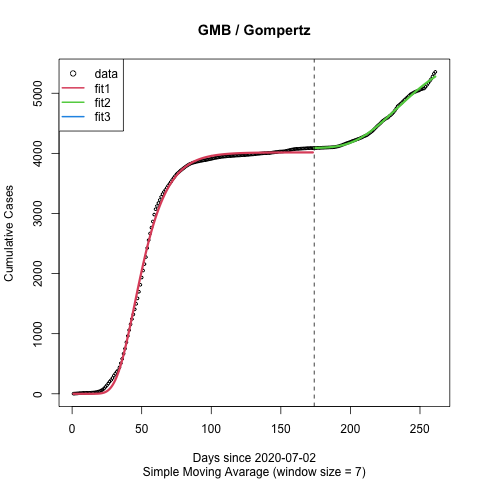 GMB / Gompertz
data
fit1
fit2
fit3
Cumulative Cases
0
1000
2000
3000
4000
5000
0 50 100 150 200 250
Days since 2020-07-02
Simple Moving Avarage (window size = 7)